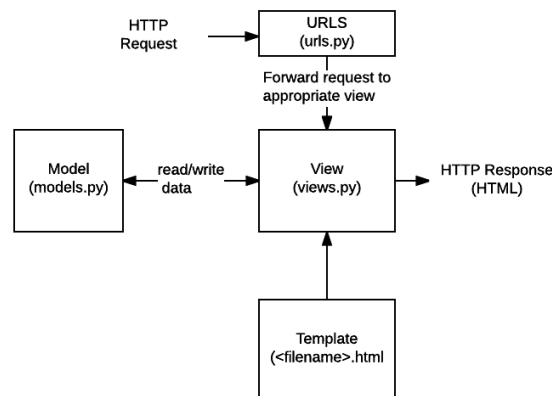 HTTP
Request
URLS
(urls.py)
Forward request to
appropriate view
Model
(models.py)
read/write
data
View
(views.py)
HTTP Response
(HTML)
Template
(<filename>.html